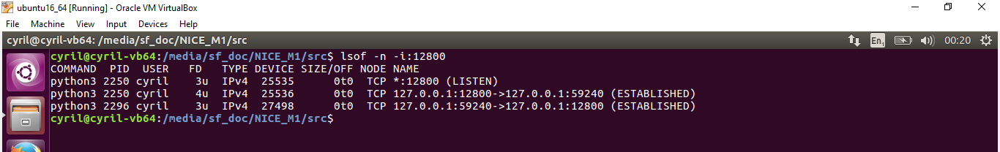 ubuntu16_64 [Running] - Oracle VM VirtualBox
File Machine View Input Devices Help
cyril@cyril-vb64: /media/sf_doc/NICE_M1/src En1 00:20
cyril@cyril-vb64:/media/sf_doc/NICE_M1/src$ lsof -n -i:12800
COMMAND PID USER FD TYPE DEVICE SIZE/OFF NODE NAME
python3 2250 cyril 3u IPv4 25535 0t0 TCP *:12800 (LISTEN)
python3 2250 cyril 4u IPv4 25536 0t0 TCP 127.0.0.1:12800->127.0.0.1:59240 (ESTABLISHED)
python3 2296 cyril 3u IPv4 27498 0t0 TCP 127.0.0.1:59240->127.0.0.1:12800 (ESTABLISHED)
cyril@cyril-vb64:/media/sf_doc/NICE_M1/src$